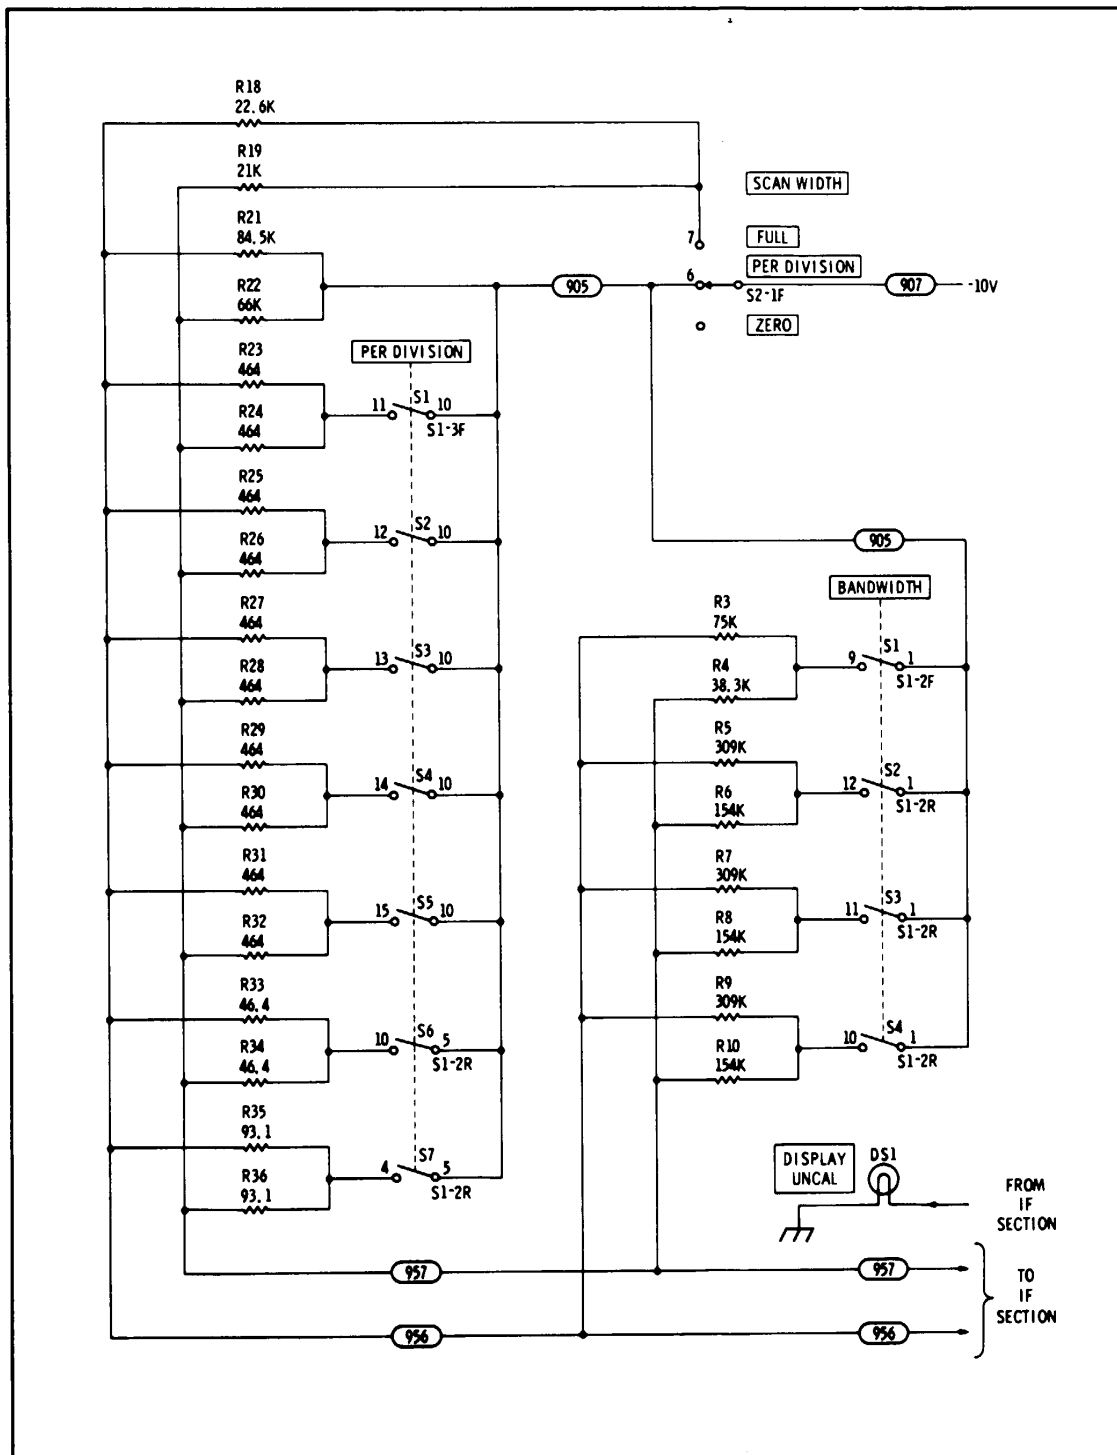 R18
22.6K
R19
21K
SCAN WIDTH
R21
84.5K
7
FULL
PER DIVISION
6
905
907
-10V
S2-1F
R22
66K
ZERO
R23
464
PER DIVISION
S1
11
10
S1-3F
R24
464
R25
464
S2
12
10
R26
464
905
BANDWIDTH
R27
464
R3
75K
S3
13
10
S1
9
1
S1-2F
R28
464
R4
38.3K
R29
464
R5
309K
S4
14
10
S2
12
1
S1-2R
R30
464
R6
154K
R31
464
R7
309K
S5
15
10
S3
11
1
S1-2R
R32
464
R8
154K
R33
46.4
R9
309K
S6
10
5
S1-2R
S4
10
1
S1-2R
R34
46.4
R10
154K
R35
93.1
S7
4
5
S1-2R
R36
93.1
DISPLAY
UNCAL
DS1
FROM
IF
SECTION
957
957
TO
IF
SECTION
956
956